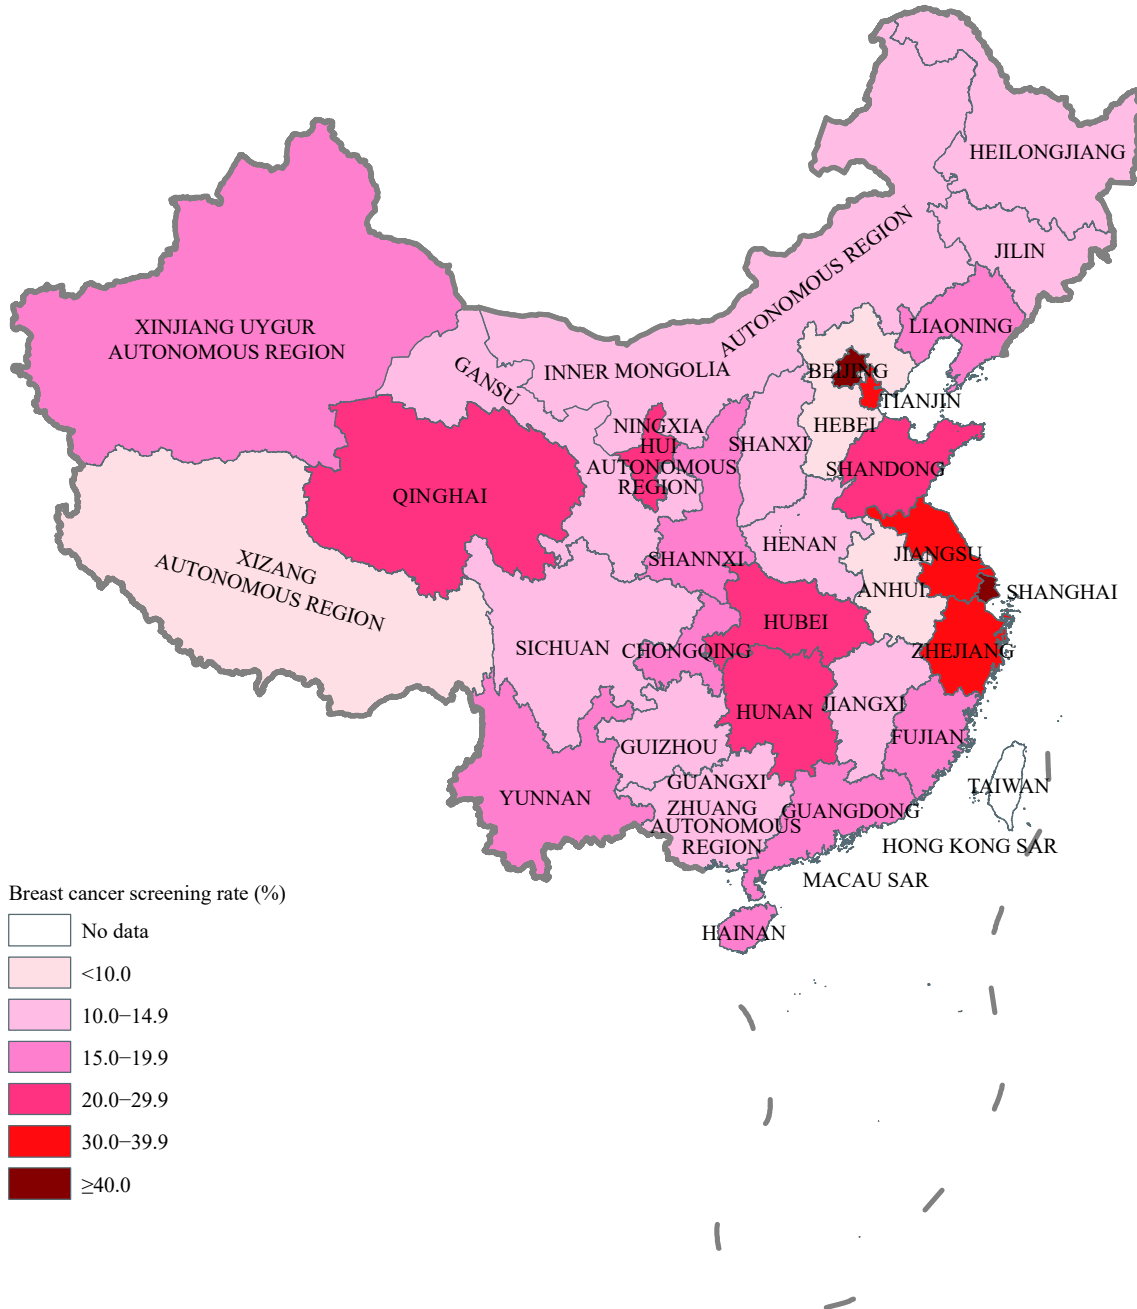 HEILONGJIANG
JILIN
LIAONING
XINJIANG UYGUR
AUTONOMOUS REGION
GANSU
INNER MONGOLIA
AUTONOMOUS REGION
BEIJING
TIANJIN
HEBEI
NINGXIA
HUI
AUTONOMOUS
REGION
SHANXI
SHANDONG
QINGHAI
XIZANG
AUTONOMOUS REGION
SHANNXI
HENAN
JIANGSU
ANHUI
SHANGHAI
HUBEI
SICHUAN
CHONGQING
ZHEJIANG
HUNAN
JIANGXI
FUJIAN
GUIZHOU
YUNNAN
GUANGXI
ZHUANG
AUTONOMOUS
REGION
GUANGDONG
TAIWAN
HONG KONG SAR
MACAU SAR
HAINAN
Breast cancer screening rate (%)
No data
<10.0
10.0−14.9
15.0−19.9
20.0−29.9
30.0−39.9
≥40.0